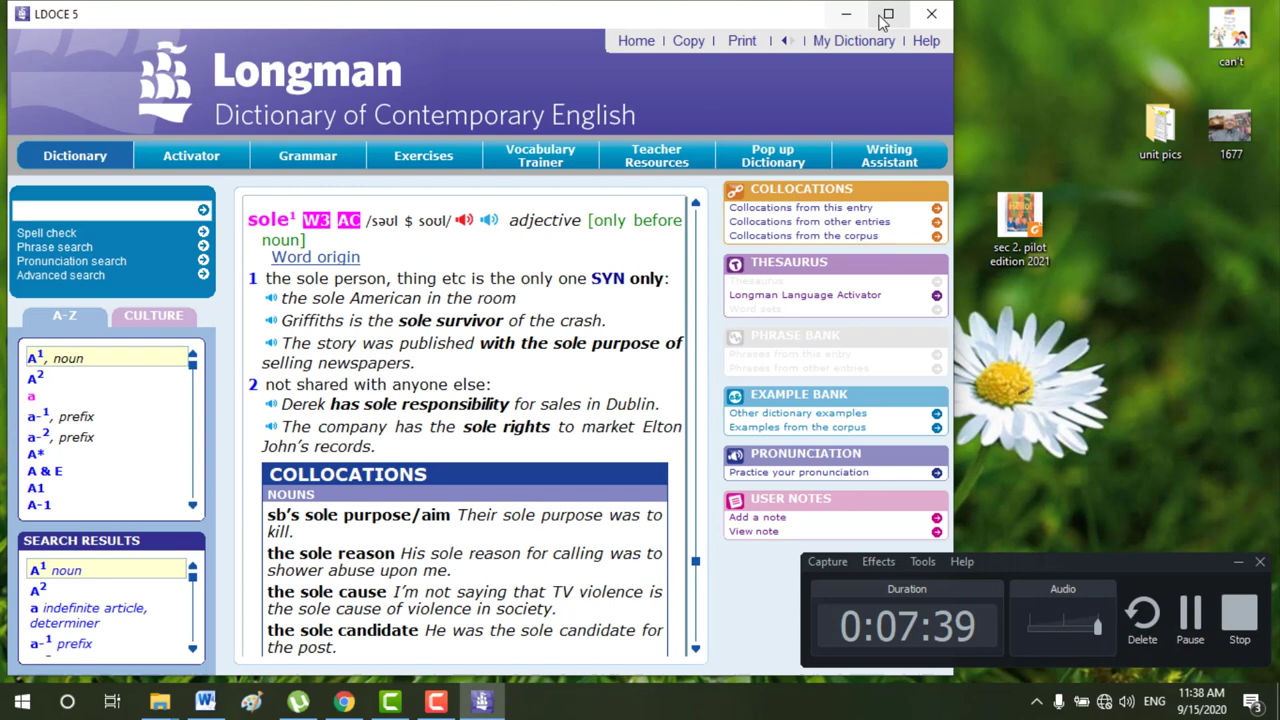 LDOCE 5
Home | Copy | Print | My Dictionary | Help
Longman
Dictionary of Contemporary English
Dictionary
Activator
Grammar
Exercises
Vocabulary Trainer
Teacher Resources
Pop up Dictionary
Writing Assistant
Spell check
Phrase search
Pronunciation search
Advanced search
A-Z
CULTURE
A¹, noun
A²
a
a-¹, prefix
a-², prefix
A*
A & E
A1
A-1
SEARCH RESULTS
A¹ noun
A²
a indefinite article,
determiner
a-¹ prefix
sole¹ W3 AC /səʊl $ soʊl/ adjective [only before
noun]
Word origin
1 the sole person, thing etc is the only one SYN only:
the sole American in the room
Griffiths is the sole survivor of the crash.
The story was published with the sole purpose of
selling newspapers.
2 not shared with anyone else:
Derek has sole responsibility for sales in Dublin.
The company has the sole rights to market Elton
John's records.
COLLOCATIONS
NOUNS
sb's sole purpose/aim Their sole purpose was to
kill.
the sole reason His sole reason for calling was to
shower abuse upon me.
the sole cause I'm not saying that TV violence is
the sole cause of violence in society.
the sole candidate He was the sole candidate for
the post.
COLLOCATIONS
Collocations from this entry
Collocations from other entries
Collocations from the corpus
THESAURUS
Thesaurus
Longman Language Activator
Word sets
PHRASE BANK
Phrases from this entry
Phrases from other entries
EXAMPLE BANK
Other dictionary examples
Examples from the corpus
PRONUNCIATION
Practice your pronunciation
USER NOTES
Add a note
View note
can't
unit pics
1677
sec 2. pilot
edition 2021
Capture Effects Tools Help
Duration
0:07:39
Audio
Delete
Pause
Stop
ENG
11:38 AM
9/15/2020
3